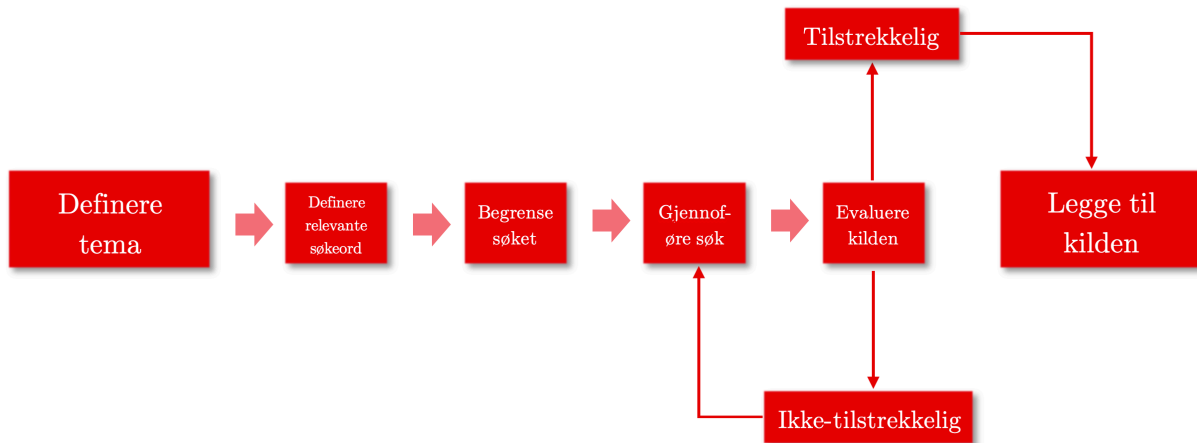 Tilstrekkelig
Definere
tema
Definere
relevante
søkeord
Begrense
søket
Gjennof-
øre søk
Evaluere
kilden
Legge til
kilden
Ikke-tilstrekkelig